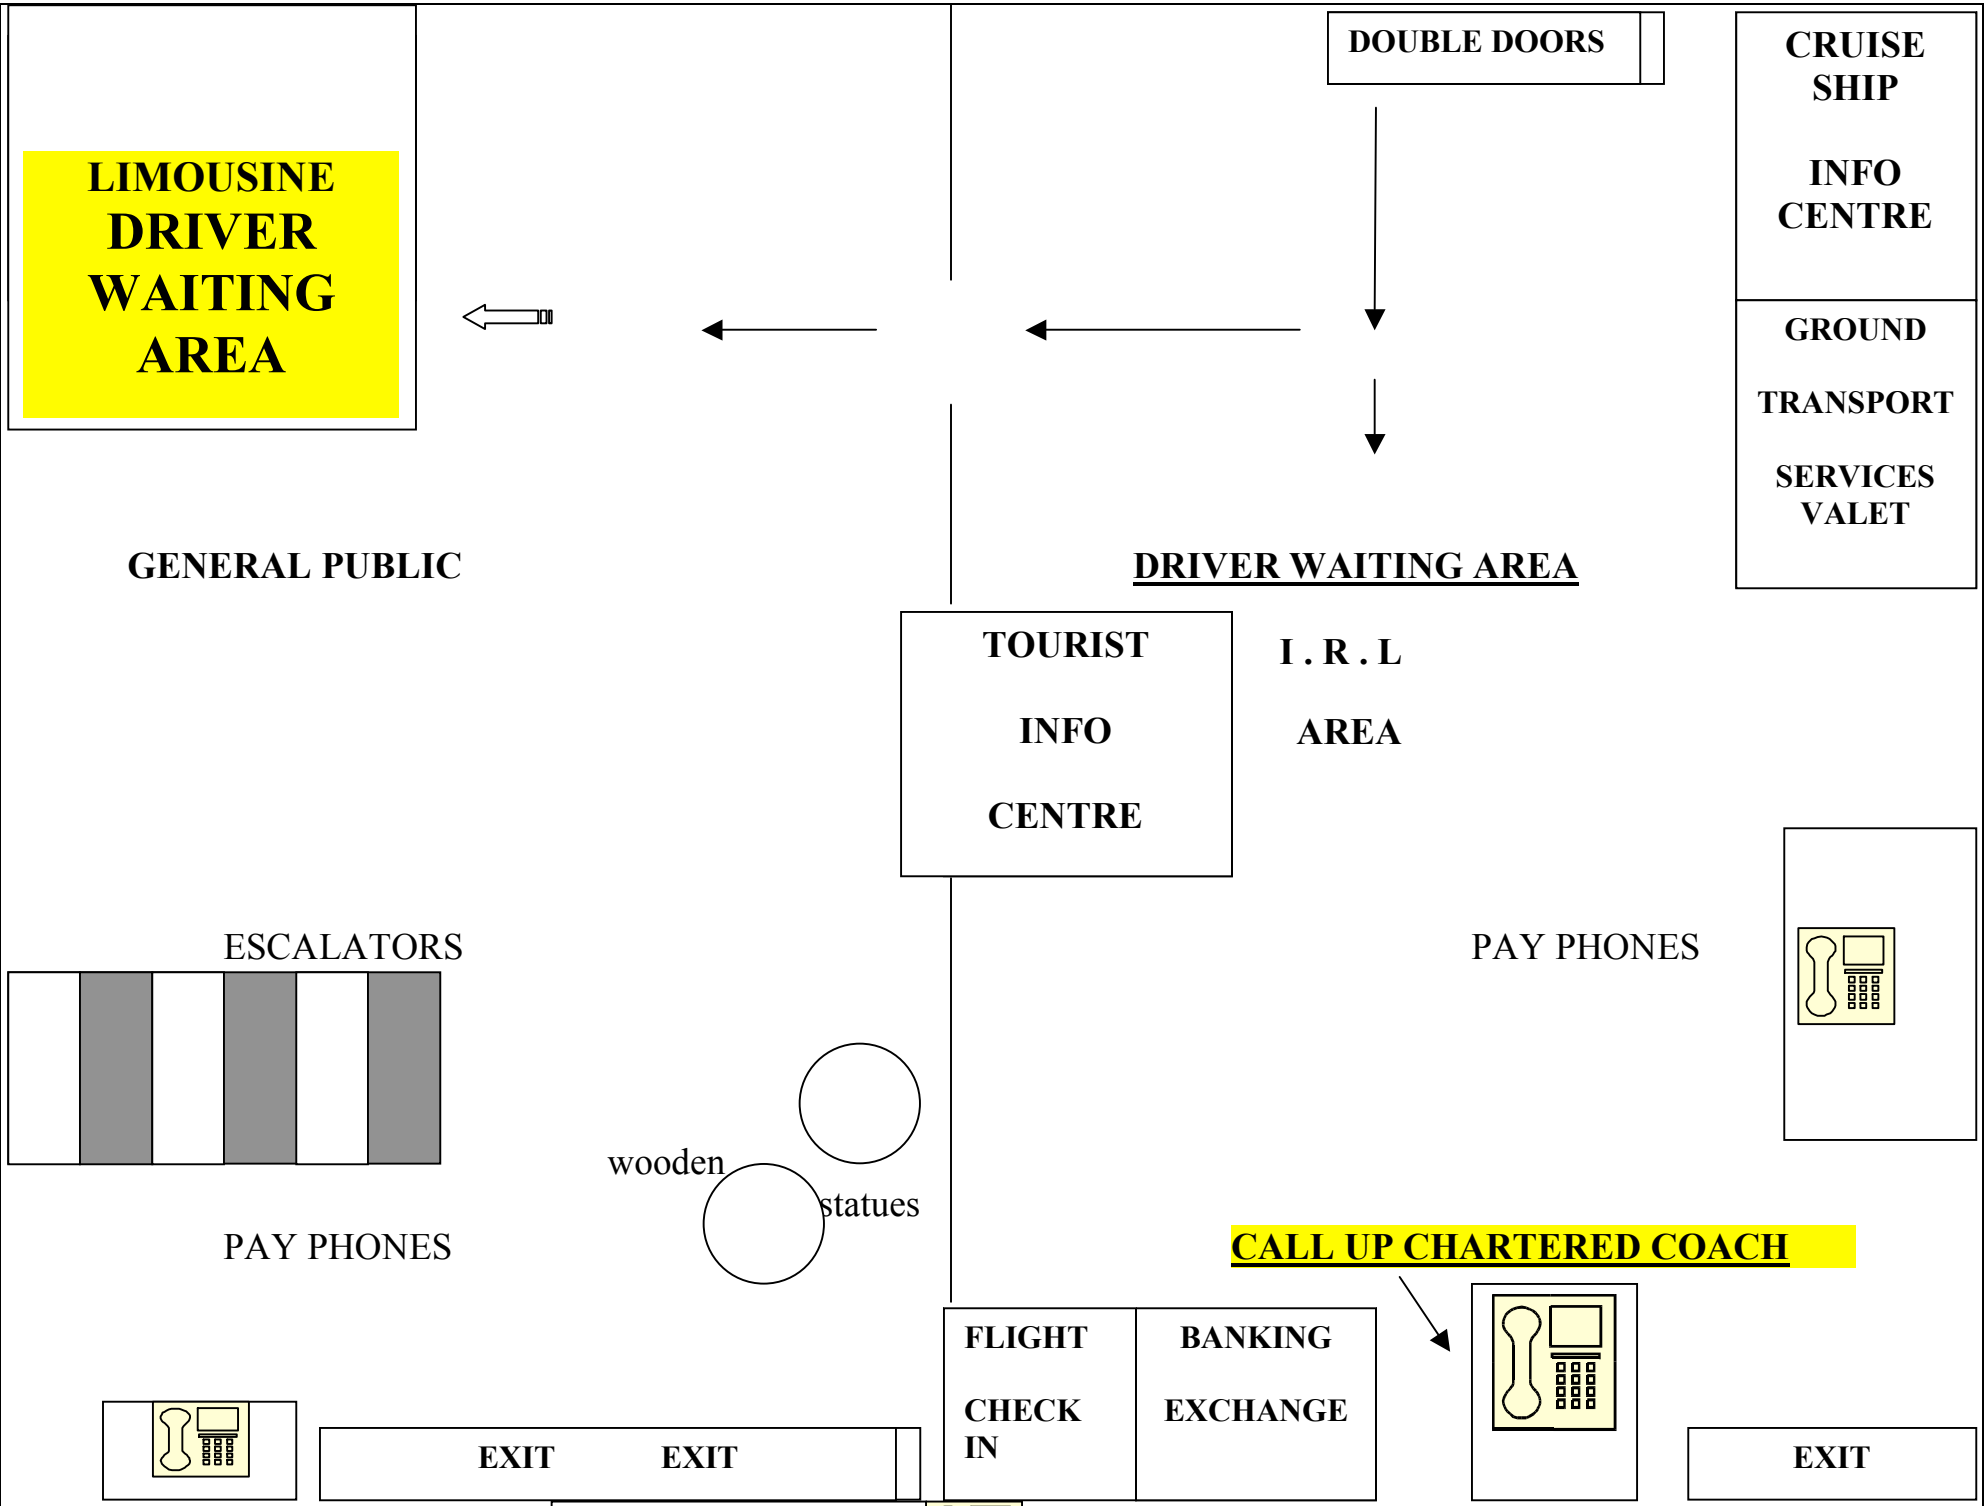 DOUBLE DOORS
CRUISE
SHIP
INFO
CENTRE
LIMOUSINE
DRIVER
WAITING
AREA
GROUND
TRANSPORT
SERVICES
VALET
GENERAL PUBLIC
DRIVER WAITING AREA
TOURIST
INFO
CENTRE
I . R . L
AREA
ESCALATORS
PAY PHONES
wooden
statues
PAY PHONES
CALL UP CHARTERED COACH
FLIGHT
CHECK
IN
BANKING
EXCHANGE
EXIT EXIT
EXIT